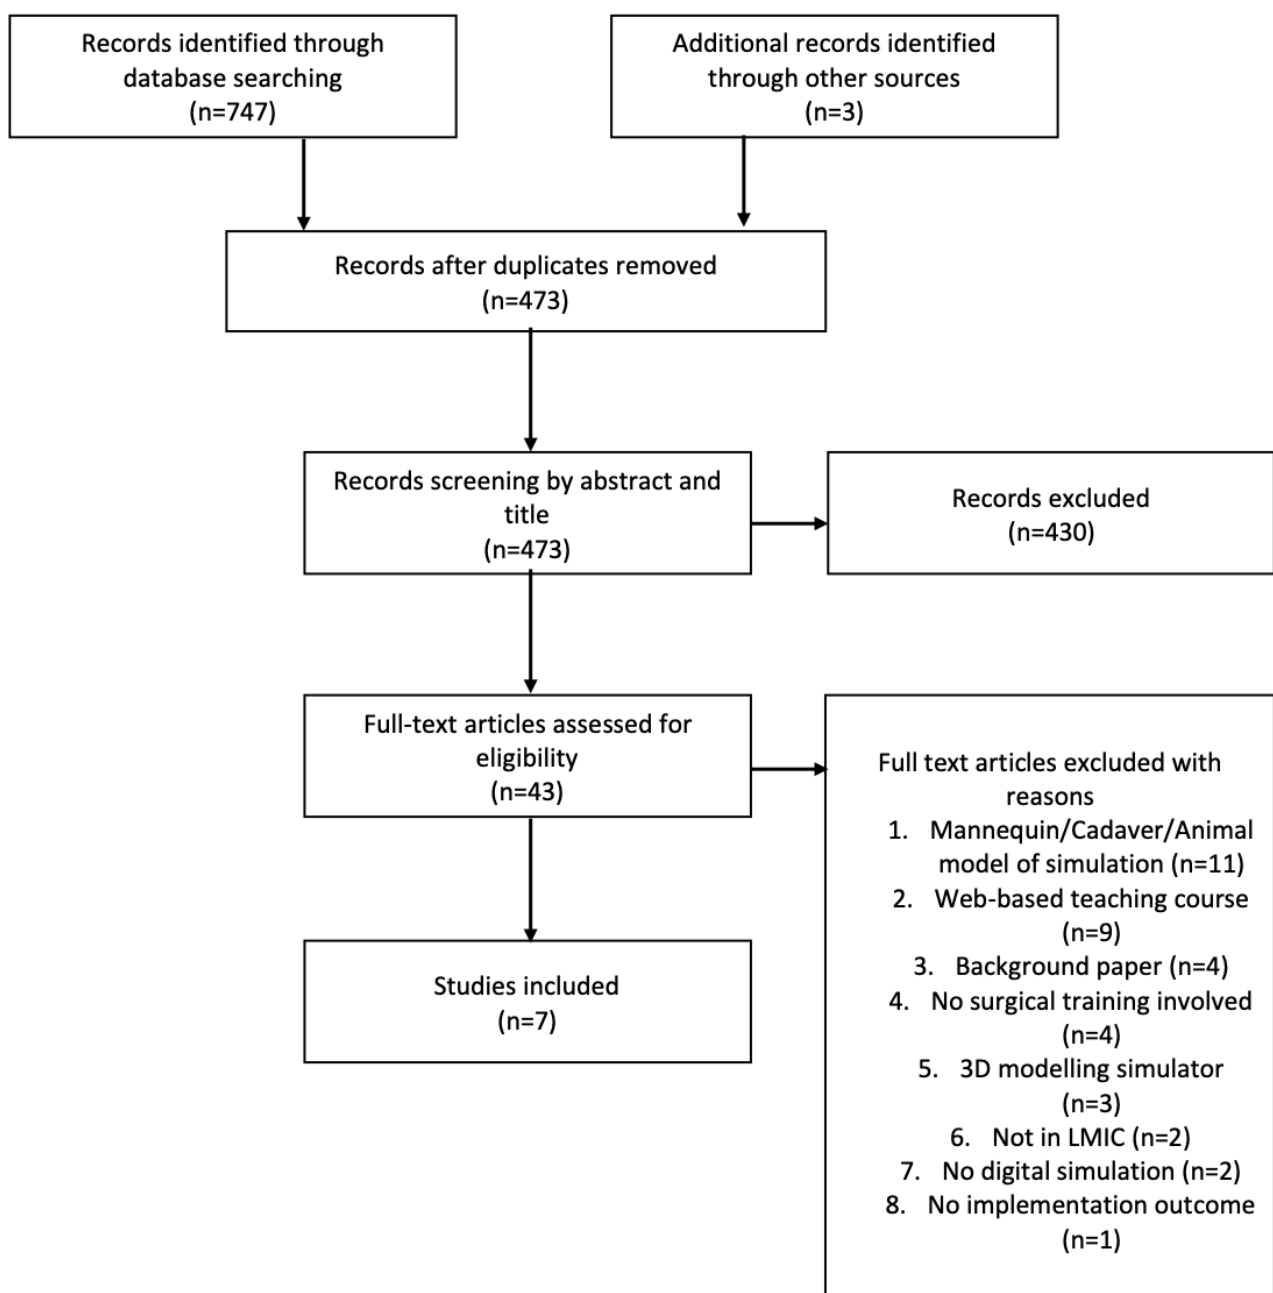 Records identified through
database searching
(n=747)
Additional records identified
through other sources
(n=3)
Records after duplicates removed
(n=473)
Records screening by abstract and
title
(n=473)
Records excluded
(n=430)
Full-text articles assessed for
eligibility
(n=43)
Full text articles excluded with
reasons
1. Mannequin/Cadaver/Animal
model of simulation (n=11)
2. Web-based teaching course
(n=9)
3. Background paper (n=4)
4. No surgical training involved
(n=4)
5. 3D modelling simulator
(n=3)
6. Not in LMIC (n=2)
7. No digital simulation (n=2)
8. No implementation outcome
(n=1)
Studies included
(n=7)